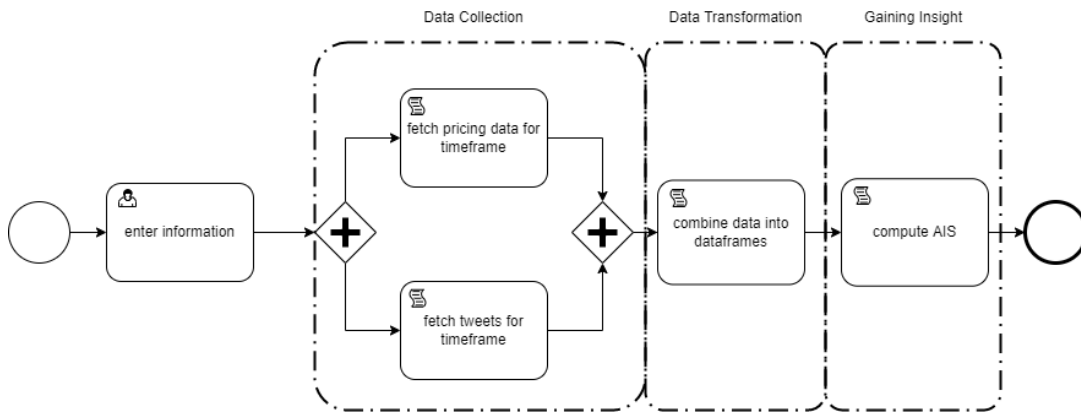 Data Collection
Data Transformation
Gaining Insight
fetch pricing data for
timeframe
enter information
combine data into
dataframes
compute AIS
fetch tweets for
timeframe